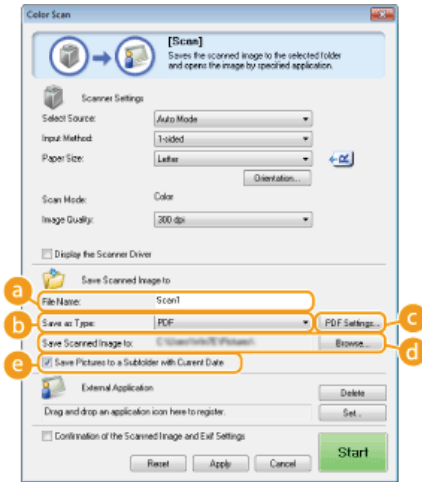 Color Scan
[Scan]
Saves the scanned image to the selected folder
and opens the image by specified application.
Scanner Settings
Select Source: Auto Mode
Input Method: 1-sided
Paper Size: Letter
Orientation...
Scan Mode: Color
Image Quality: 300 dpi
Display the Scanner Driver
Save Scanned Image to
a
File Name: Scan1
b Save as Type: PDF PDF Settings... c
Save Scanned Image to: Browse... d
e Save Pictures to a Subfolder with Current Date
External Application Delete
Drag and drop an application icon here to register. Set...
Confirmation of the Scanned Image and Exif Settings
Start
Reset Apply Cancel